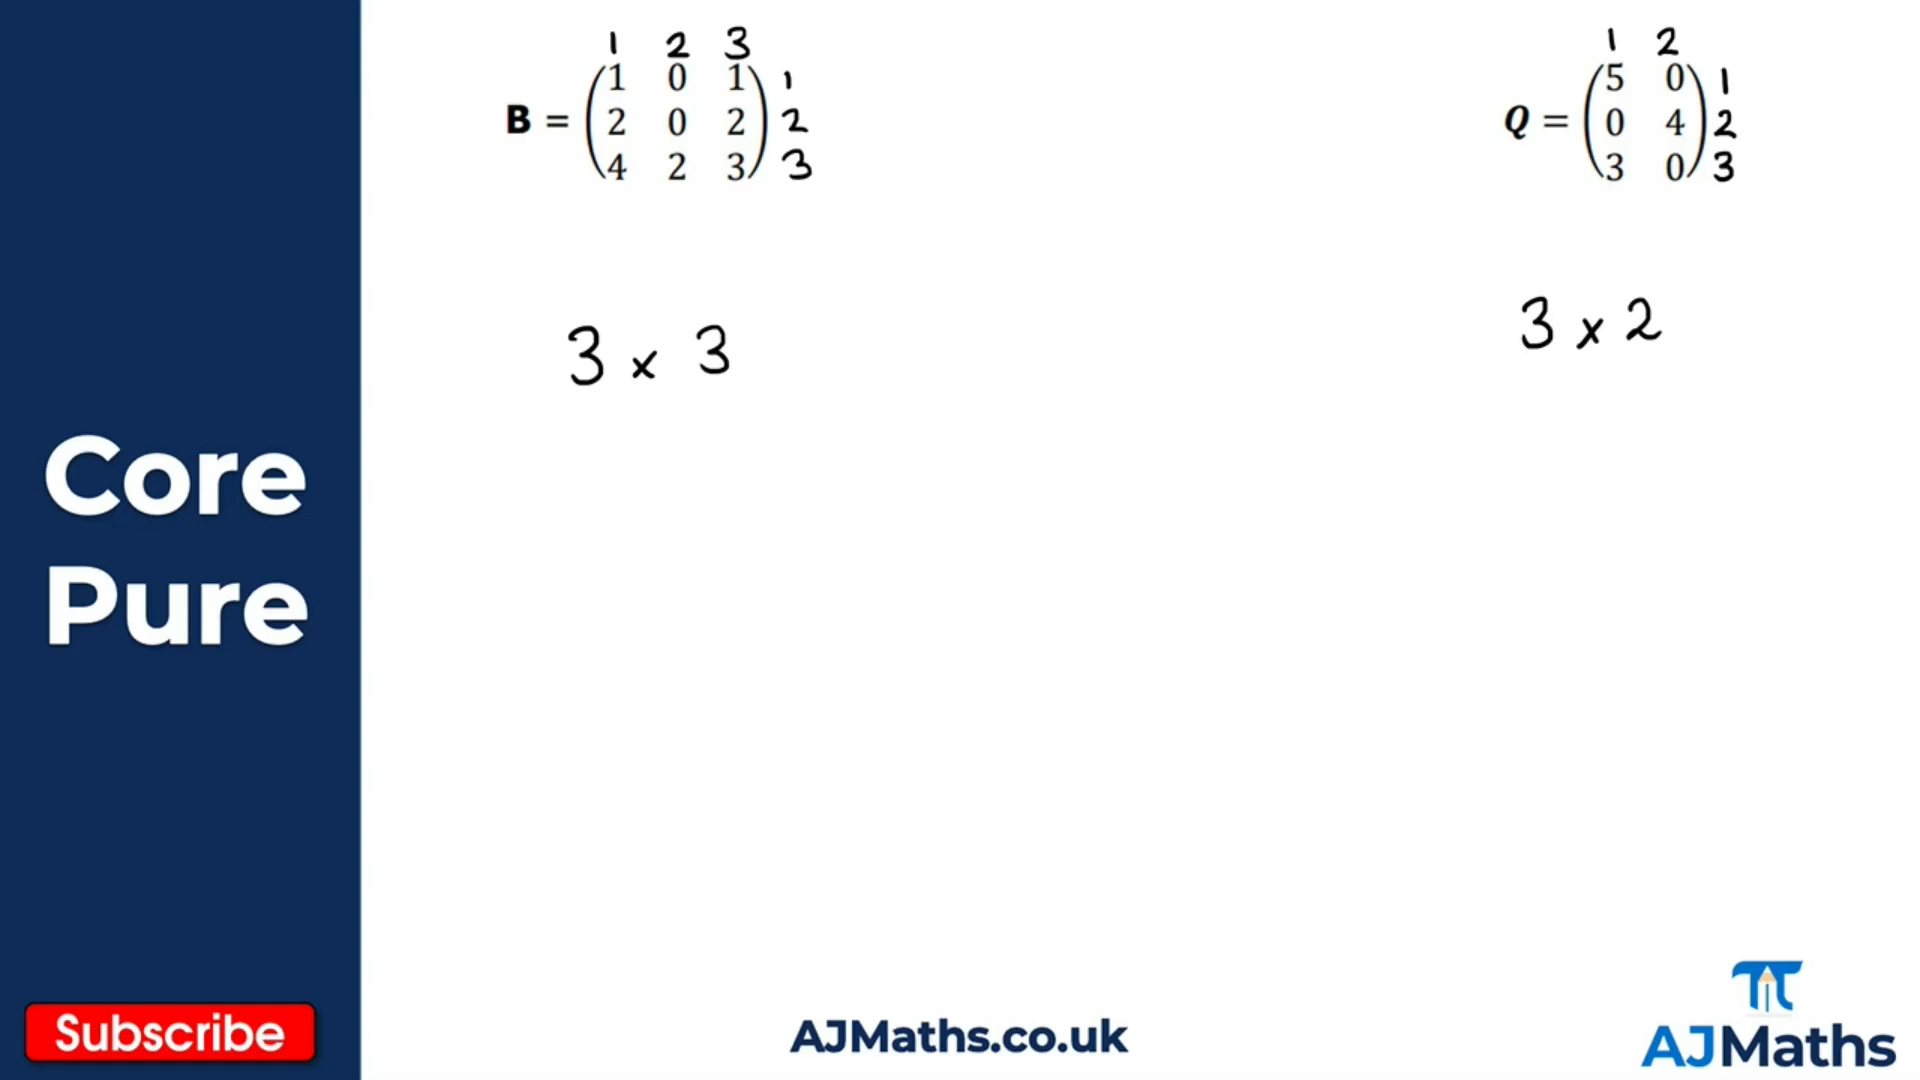 Core
Pure
Subscribe
1 2 3
B = (1 0 1) 1
(2 0 2) 2
(4 2 3) 3
3 x 3
1 2
Q = (5 0) 1
(0 4) 2
(3 0) 3
3 x 2
AJMaths.co.uk
AJMaths